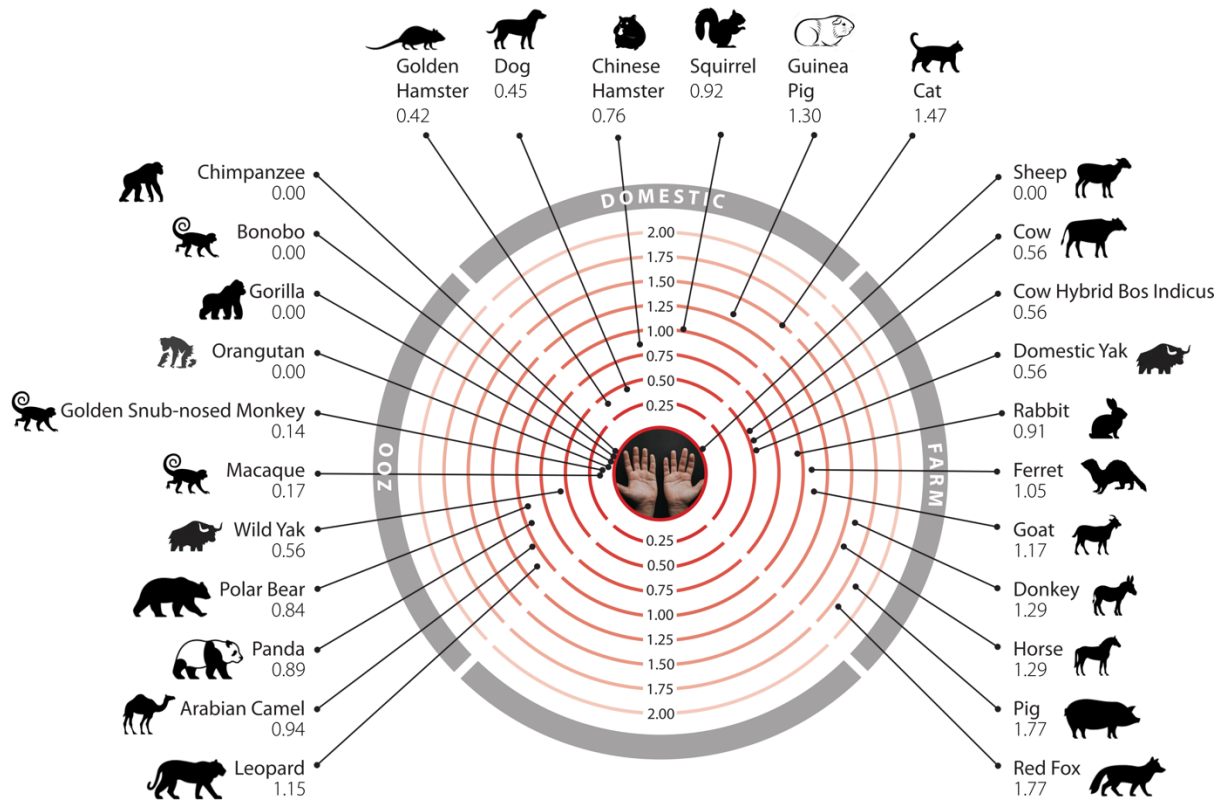 Golden
Hamster
0.42
Dog
0.45
Chinese
Hamster
0.76
Squirrel
0.92
Guinea
Pig
1.30
Cat
1.47
Chimpanzee
0.00
Bonobo
0.00
Gorilla
0.00
Orangutan
0.00
Golden Snub-nosed Monkey
0.14
Macaque
0.17
Wild Yak
0.56
Polar Bear
0.84
Panda
0.89
Arabian Camel
0.94
Leopard
1.15
DOMESTIC
ZOO
FARM
2.00
1.75
1.50
1.25
1.00
0.75
0.50
0.25
0.25
0.50
0.75
1.00
1.25
1.50
1.75
2.00
Sheep
0.00
Cow
0.56
Cow Hybrid Bos Indicus
0.56
Domestic Yak
0.56
Rabbit
0.91
Ferret
1.05
Goat
1.17
Donkey
1.29
Horse
1.29
Pig
1.77
Red Fox
1.77